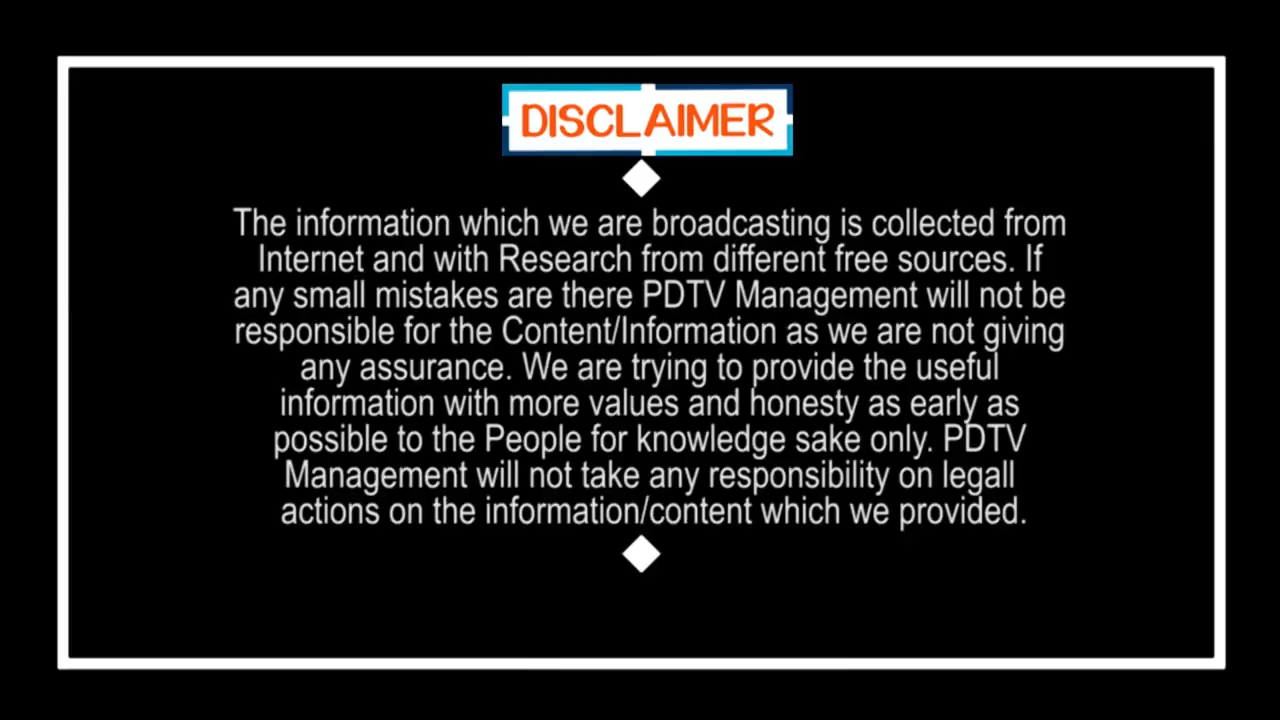 DISCLAIMER
The information which we are broadcasting is collected from
Internet and with Research from different free sources. If
any small mistakes are there PDTV Management will not be
responsible for the Content/Information as we are not giving
any assurance. We are trying to provide the useful
information with more values and honesty as early as
possible to the People for knowledge sake only. PDTV
Management will not take any responsibility on legall
actions on the information/content which we provided.